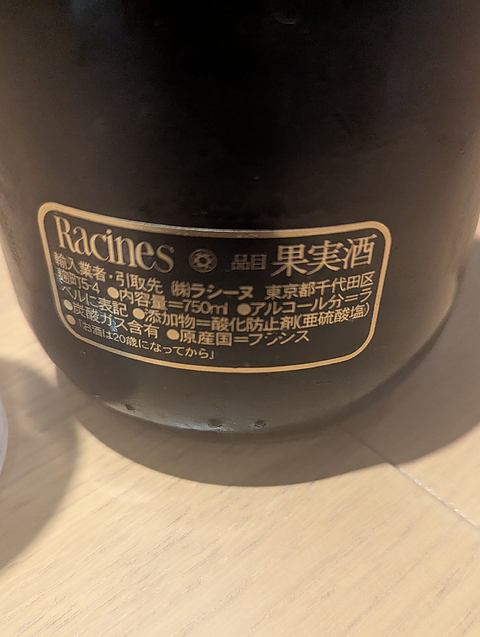 Racines 品目 果実酒
輸入業者・引取先 ㈱ラシーヌ 東京都千代田区
麹町5-4 ●内容量=750ml ●アルコール分=ラ
ベルに表記 ●添加物=酸化防止剤(亜硫酸塩)
●炭酸ガス含有 ●原産国=フランス
●「お酒は20歳になってから」